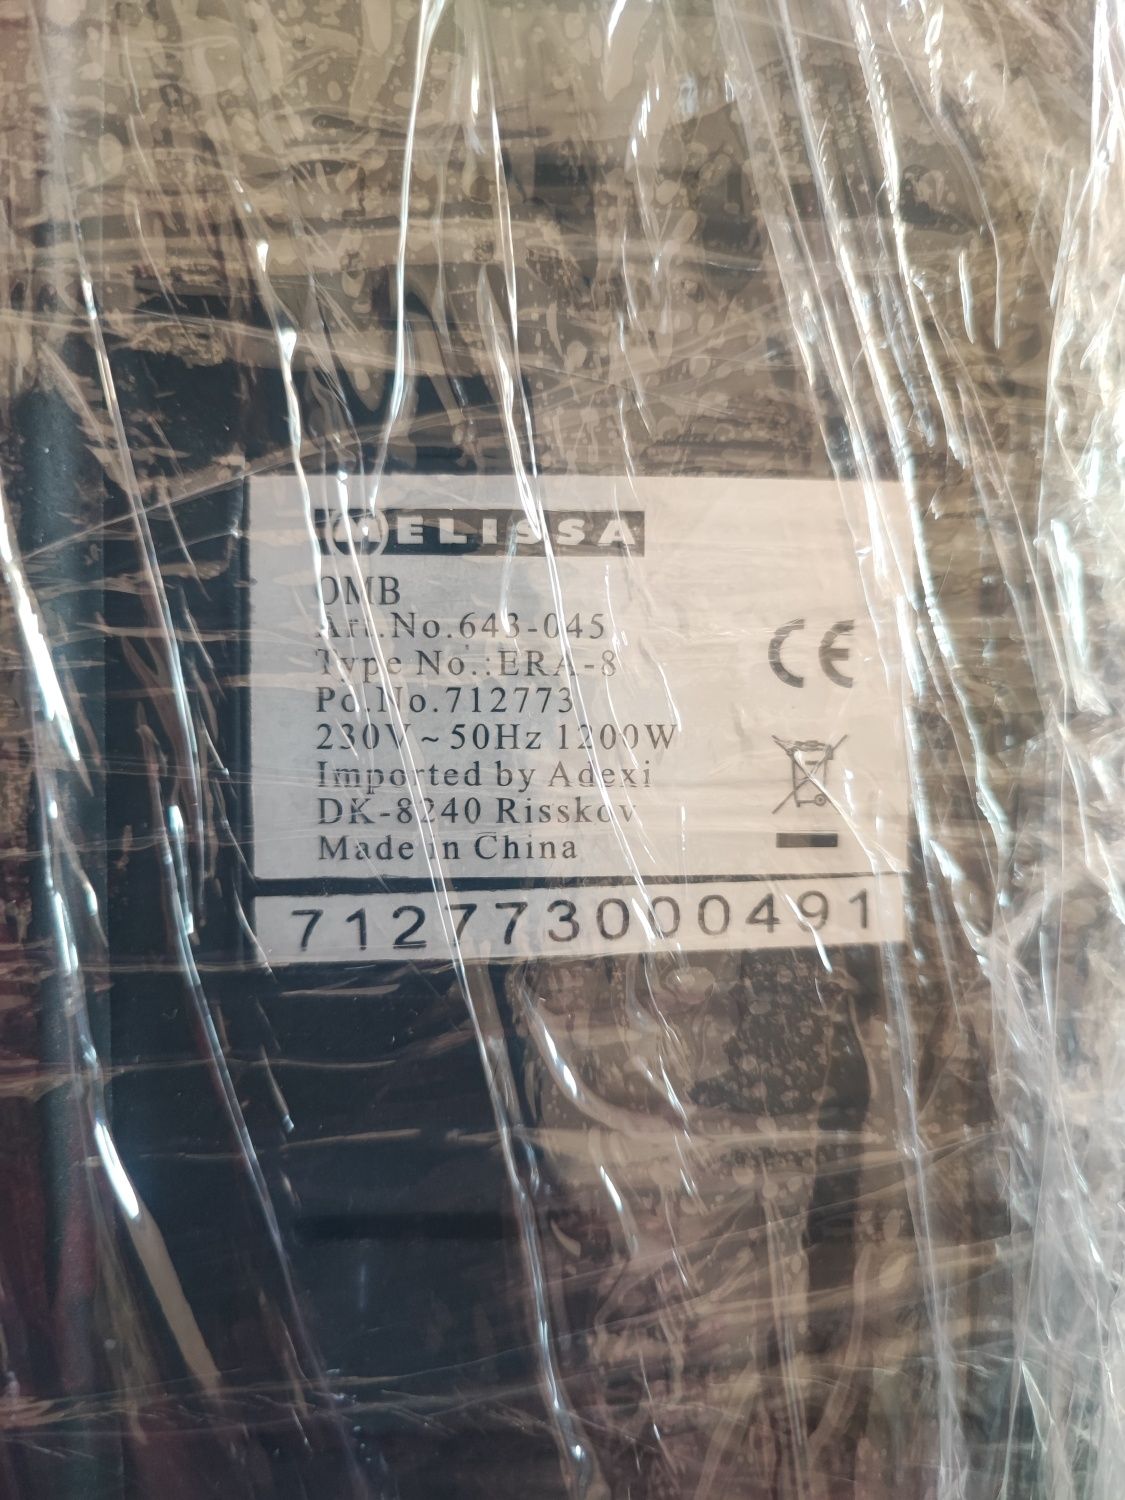 MELISSA
OMB
Art.No.643-045
Type No.:ERA-8
Po.No.712773
230V~50Hz 1200W
Imported by Adexi
DK-8240 Risskov
Made in China
CE
712773000491